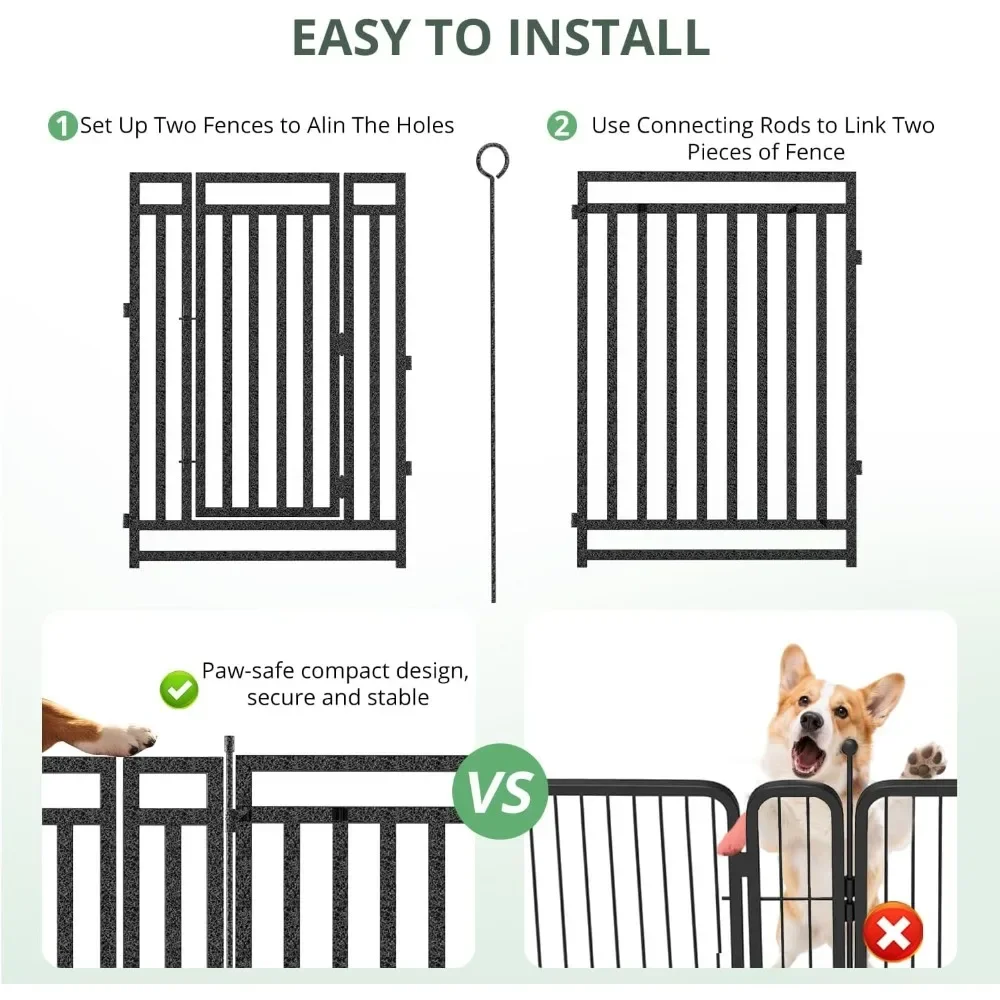 EASY TO INSTALL
1 Set Up Two Fences to Alin The Holes
2 Use Connecting Rods to Link Two
Pieces of Fence
Paw-safe compact design,
secure and stable
VS